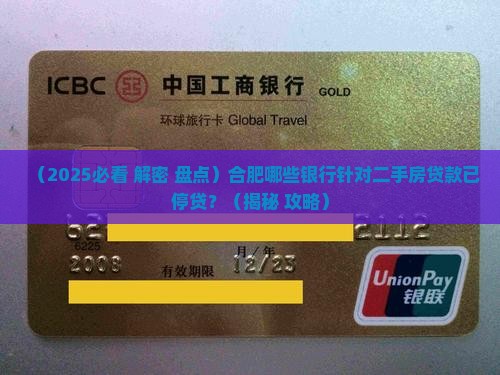 ICBC 中国工商银行 GOLD
环球旅行卡 Global Travel
（2025必看 解密 盘点）合肥哪些银行针对二手房贷款已
停贷？（揭秘 攻略）
6225
月/年
2008 有效期限 12/23
UnionPay
银联